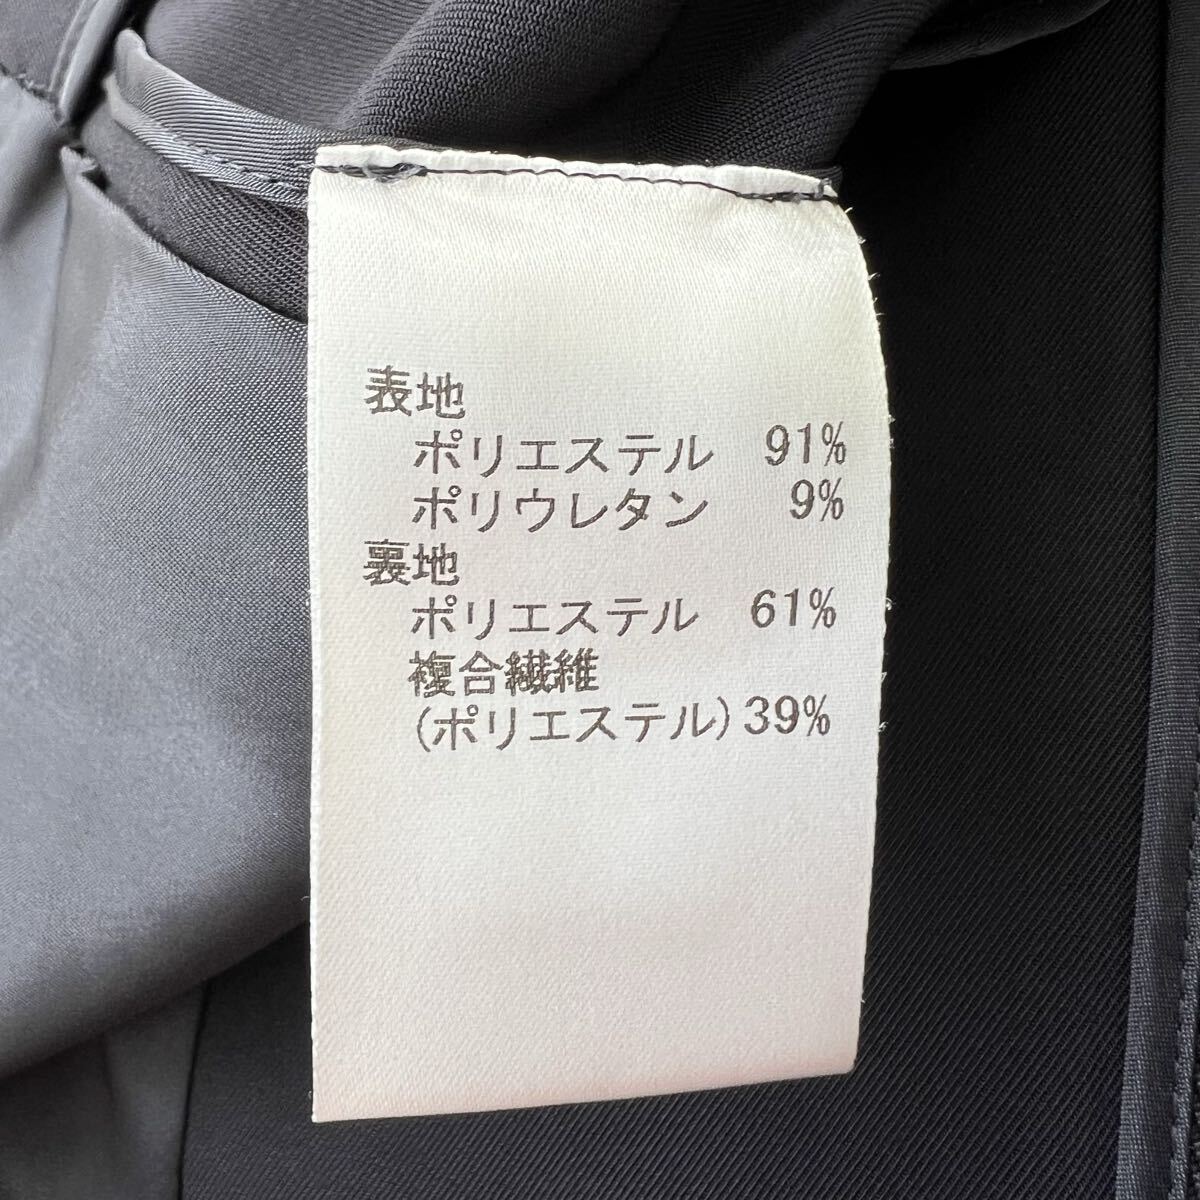 表地
ポリエステル 91%
ポリウレタン 9%
裏地
ポリエステル 61%
複合繊維
(ポリエステル)39%